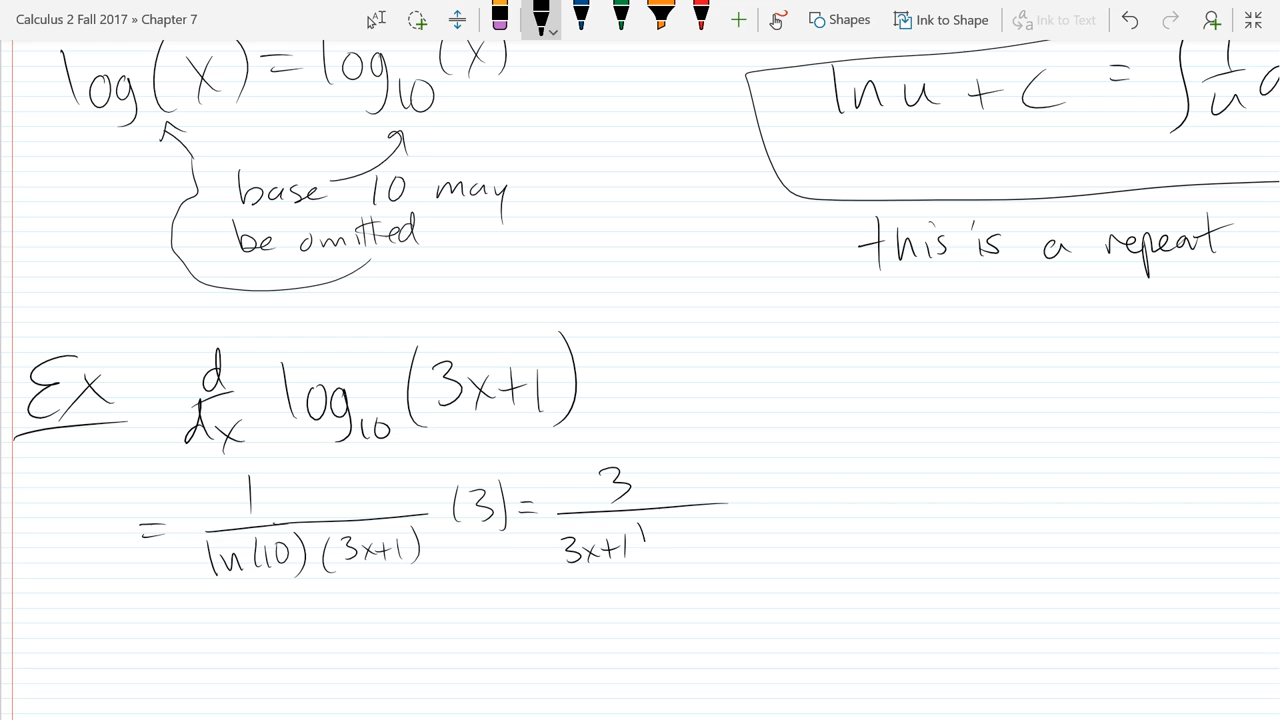 Calculus 2 Fall 2017 » Chapter 7
Shapes Ink to Shape Ink to Text
log(x) = log₁₀(x)
base 10 may
be omitted
ln u + C = ∫ 1/u
this is a repeat
Ex d/dx log₁₀(3x+1)
= 1/(ln(10)(3x+1)) (3) = 3/(3x+1